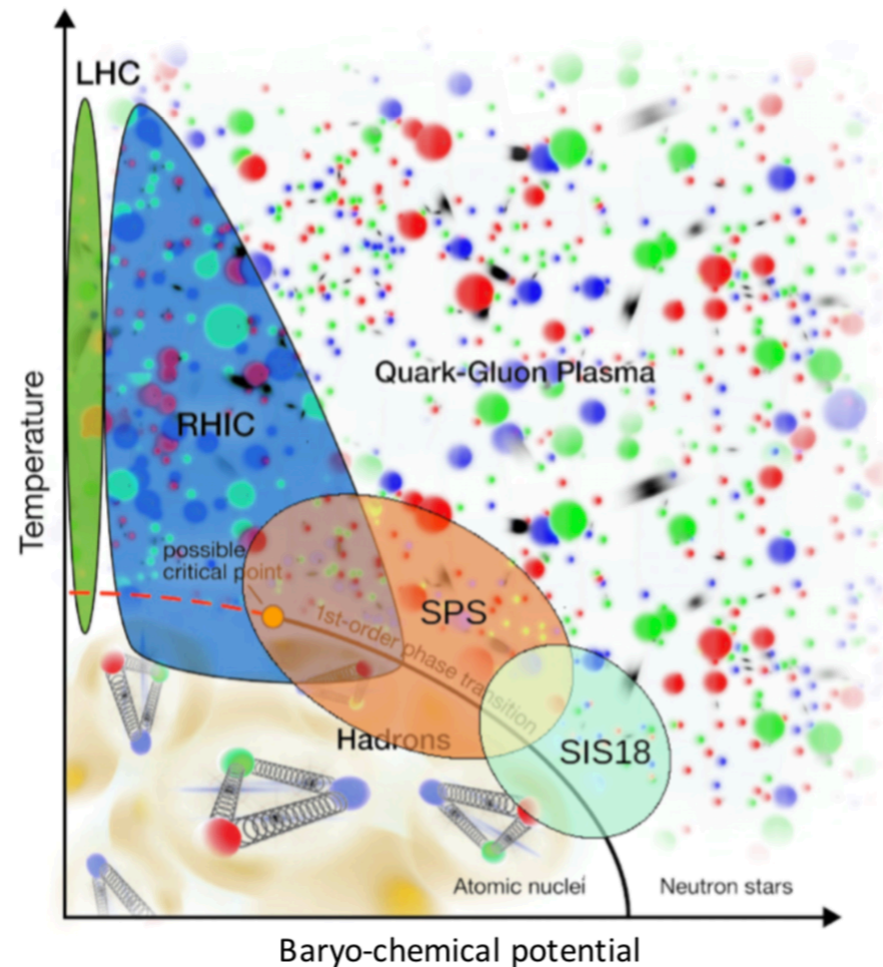 LHC
Quark-Gluon Plasma
RHIC
Temperature
possible
critical point
1st-order phase transition
SPS
Hadrons
SIS18
Atomic nuclei
Neutron stars
Baryo-chemical potential